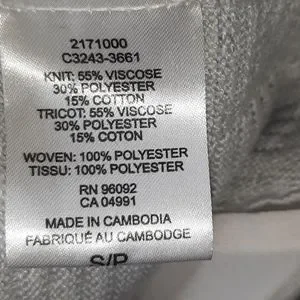 2171000
C3243-3661
KNIT: 55% VISCOSE
30% POLYESTER
15% COTTON
TRICOT: 55% VISCOSE
30% POLYESTER
15% COTON
WOVEN: 100% POLYESTER
TISSU: 100% POLYESTER
RN 96092
CA 04991
MADE IN CAMBODIA
FABRIQUÉ AU CAMBODGE
S/P